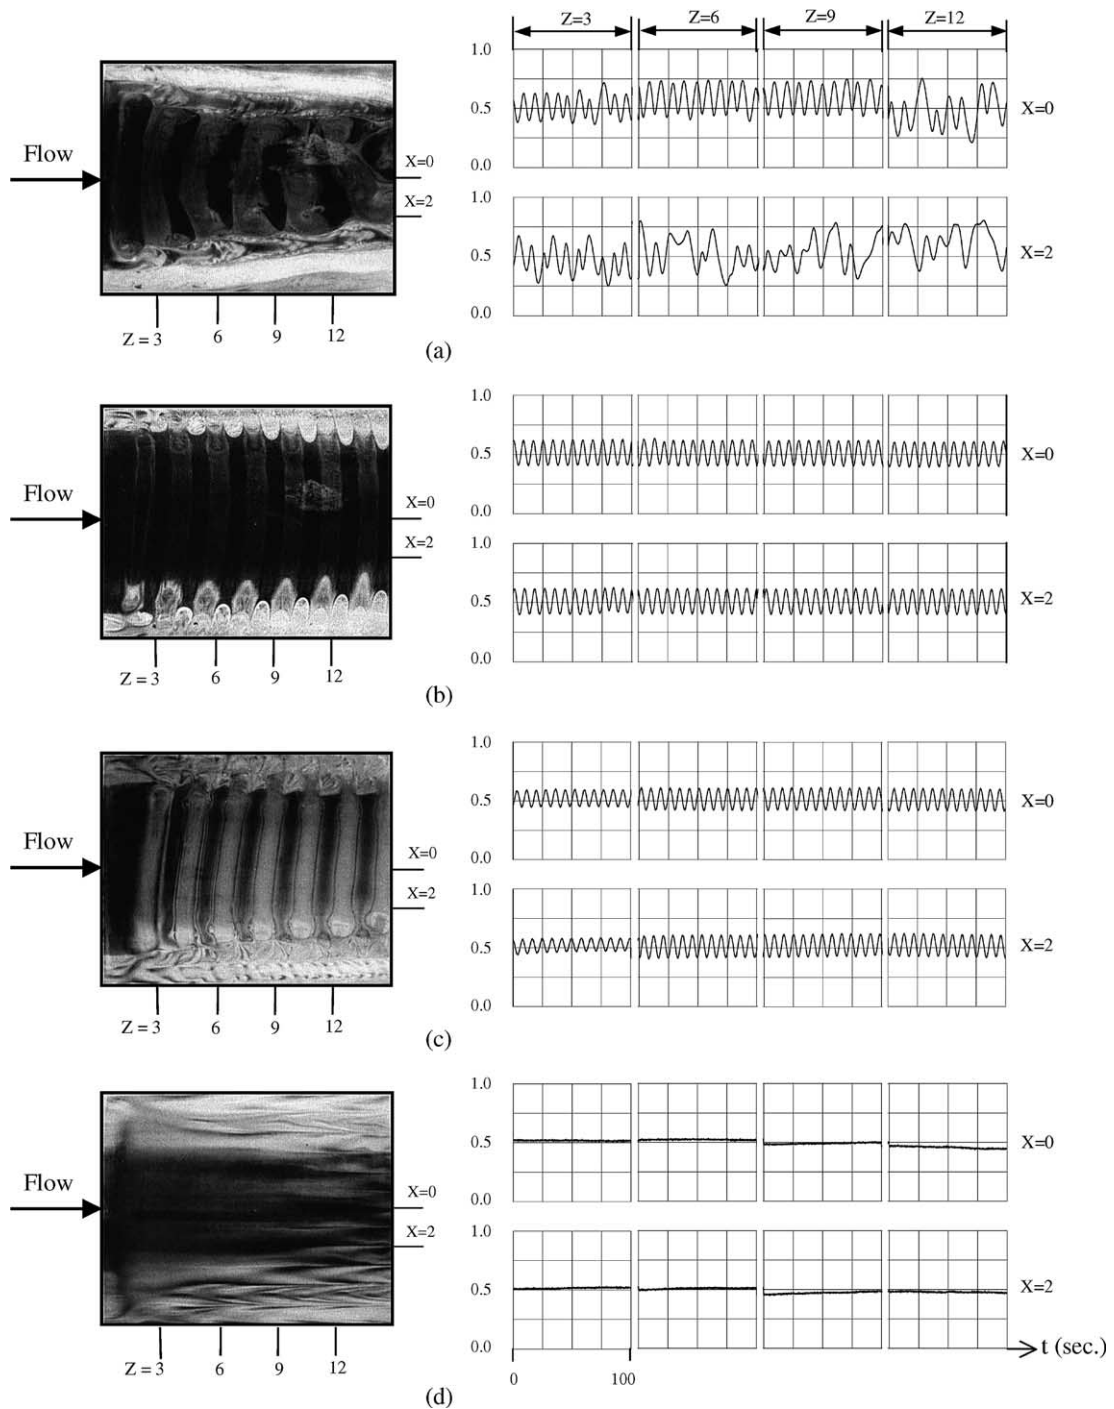 Z=3 Z=6 Z=9 Z=12
1.0
0.5
0.0
X=0
Flow
X=0
X=2
1.0
0.5
0.0
X=2
Z = 3 6 9 12
(a)
1.0
0.5
0.0
X=0
Flow
X=0
X=2
1.0
0.5
0.0
X=2
Z = 3 6 9 12
(b)
1.0
0.5
0.0
X=0
Flow
X=0
X=2
1.0
0.5
0.0
X=2
Z = 3 6 9 12
(c)
1.0
0.5
0.0
X=0
Flow
X=0
X=2
1.0
0.5
0.0
X=2
t (sec.)
Z = 3 6 9 12
0 100
(d)